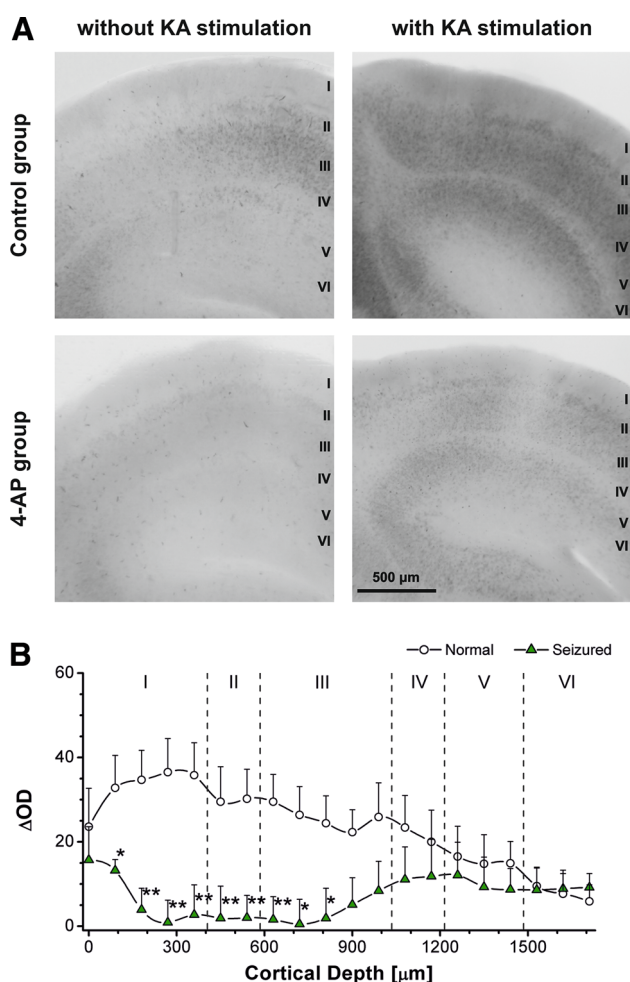 A
without KA stimulation with KA stimulation
Control group
I
II
III
IV
V
VI
I
II
III
IV
V
VI
4-AP group
I
II
III
IV
V
VI
I
II
III
IV
V
VI
500 µm
B
Normal Seizured
60
40
20
0
ΔOD
I II III IV V VI
*
**
**
**
**
**
**
*
*
0 300 600 900 1200 1500
Cortical Depth [µm]